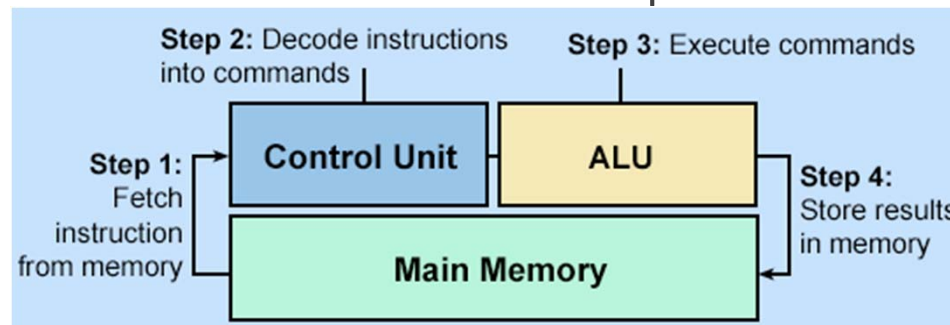 Step 2: Decode instructions
into commands
Step 3: Execute commands
Control Unit
ALU
Step 1:
Fetch
instruction
from memory
Step 4:
Store results
in memory
Main Memory